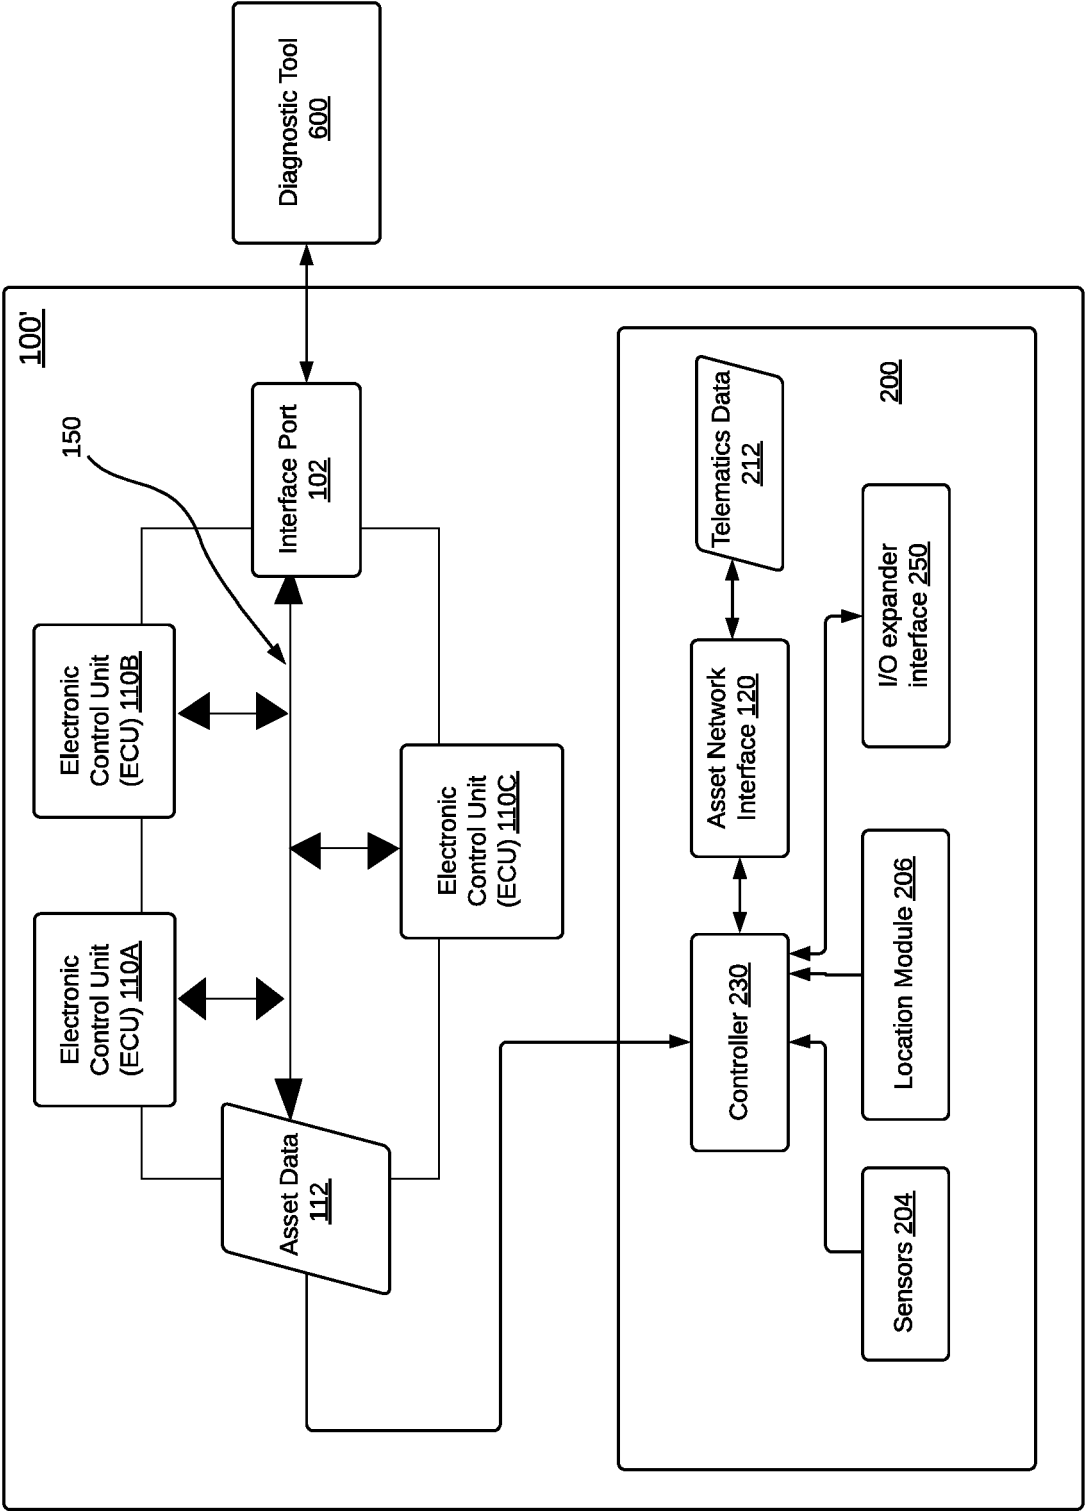 100'
150
Electronic
Control Unit
(ECU) 110A
Electronic
Control Unit
(ECU) 110B
Asset Data
112
Interface Port
102
Diagnostic Tool
600
Electronic
Control Unit
(ECU) 110C
Controller 230
Asset Network
Interface 120
Telematics Data
212
Sensors 204
Location Module 206
I/O expander
interface 250
200